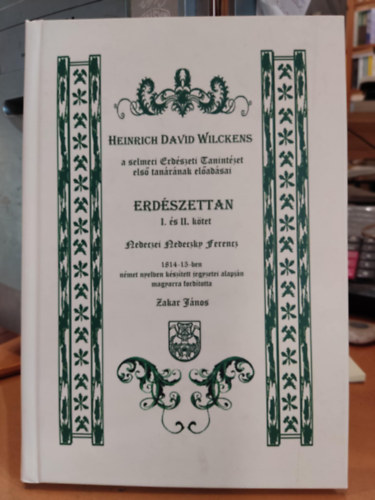 HEINRICH DAVID WILCKENS
a selmeci Erdészeti Tanintézet
első tanárának előadásai
ERDÉSZETTAN
I. és II. kötet
Nedeczei Nedeczky Ferencz
1814-15-ben
német nyelven készített jegyzetei alapján
magyarra fordította
Zakar János